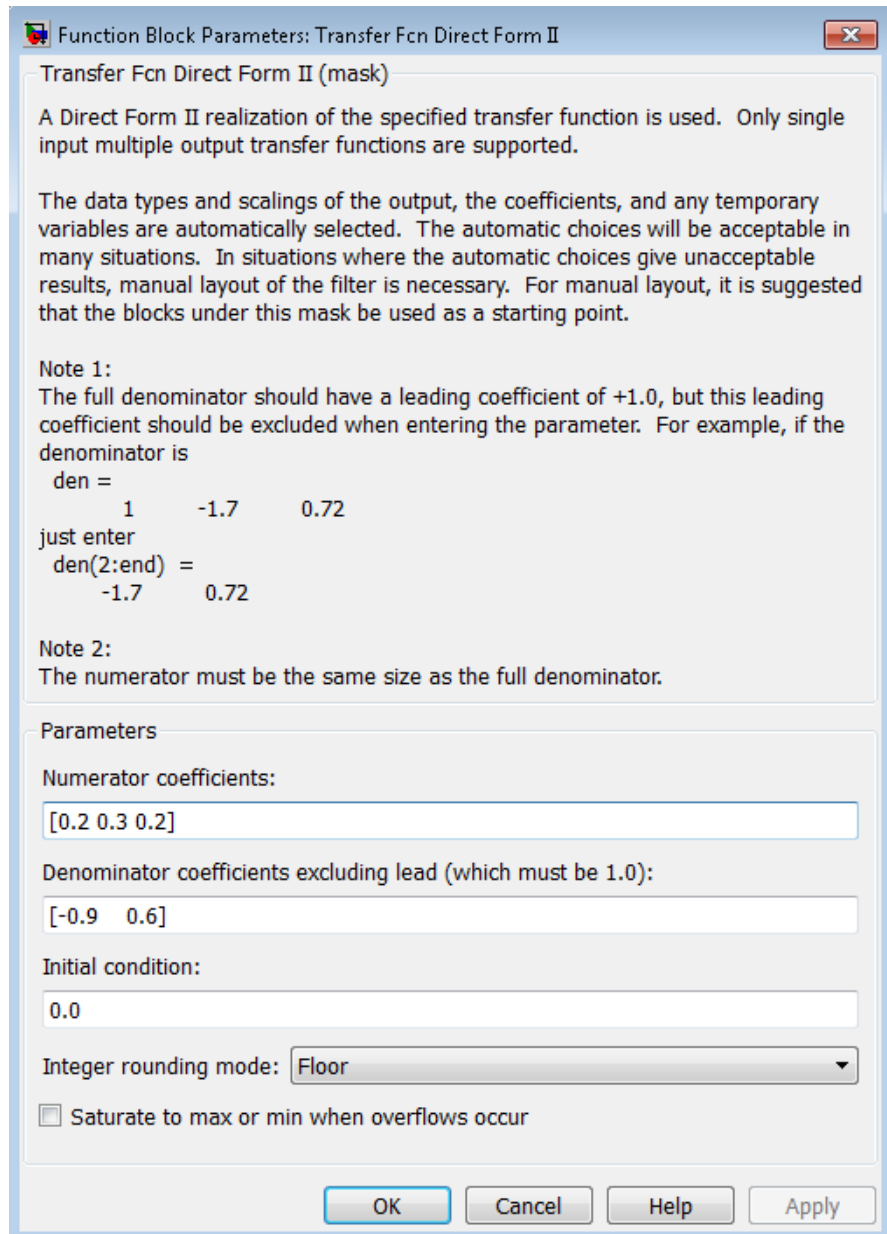 Function Block Parameters: Transfer Fcn Direct Form II
Transfer Fcn Direct Form II (mask)
A Direct Form II realization of the specified transfer function is used.  Only single
input multiple output transfer functions are supported.
The data types and scalings of the output, the coefficients, and any temporary
variables are automatically selected.  The automatic choices will be acceptable in
many situations.  In situations where the automatic choices give unacceptable
results, manual layout of the filter is necessary.  For manual layout, it is suggested
that the blocks under this mask be used as a starting point.
Note 1:
The full denominator should have a leading coefficient of +1.0, but this leading
coefficient should be excluded when entering the parameter.  For example, if the
denominator is
den =
1 -1.7 0.72
just enter
den(2:end)  =
-1.7 0.72
Note 2:
The numerator must be the same size as the full denominator.
Parameters
Numerator coefficients:
[0.2 0.3 0.2]
Denominator coefficients excluding lead (which must be 1.0):
[-0.9    0.6]
Initial condition:
0.0
Integer rounding mode: Floor
Saturate to max or min when overflows occur
OK Cancel Help Apply